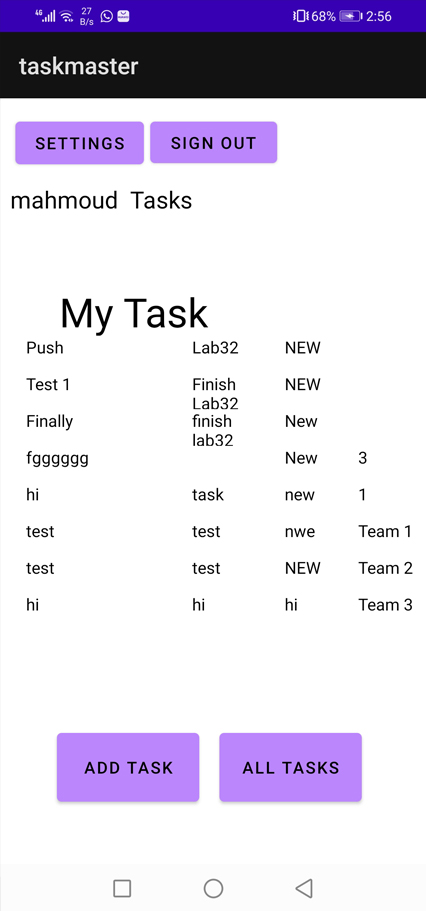 4G 27 B/s 68% 2:56
taskmaster
SETTINGS SIGN OUT
mahmoud Tasks
My Task
Push Lab32 NEW
Test 1 Finish Lab32 NEW
Finally finish lab32 New
fgggggg New 3
hi task new 1
test test nwe Team 1
test test NEW Team 2
hi hi hi Team 3
ADD TASK ALL TASKS